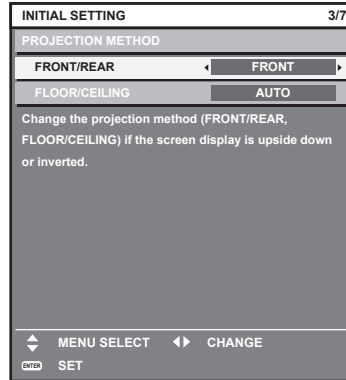 INITIAL SETTING 3/7
PROJECTION METHOD
FRONT/REAR FRONT
FLOOR/CEILING AUTO
Change the projection method (FRONT/REAR,
FLOOR/CEILING) if the screen display is upside down
or inverted.
MENU SELECT CHANGE
ENTER SET